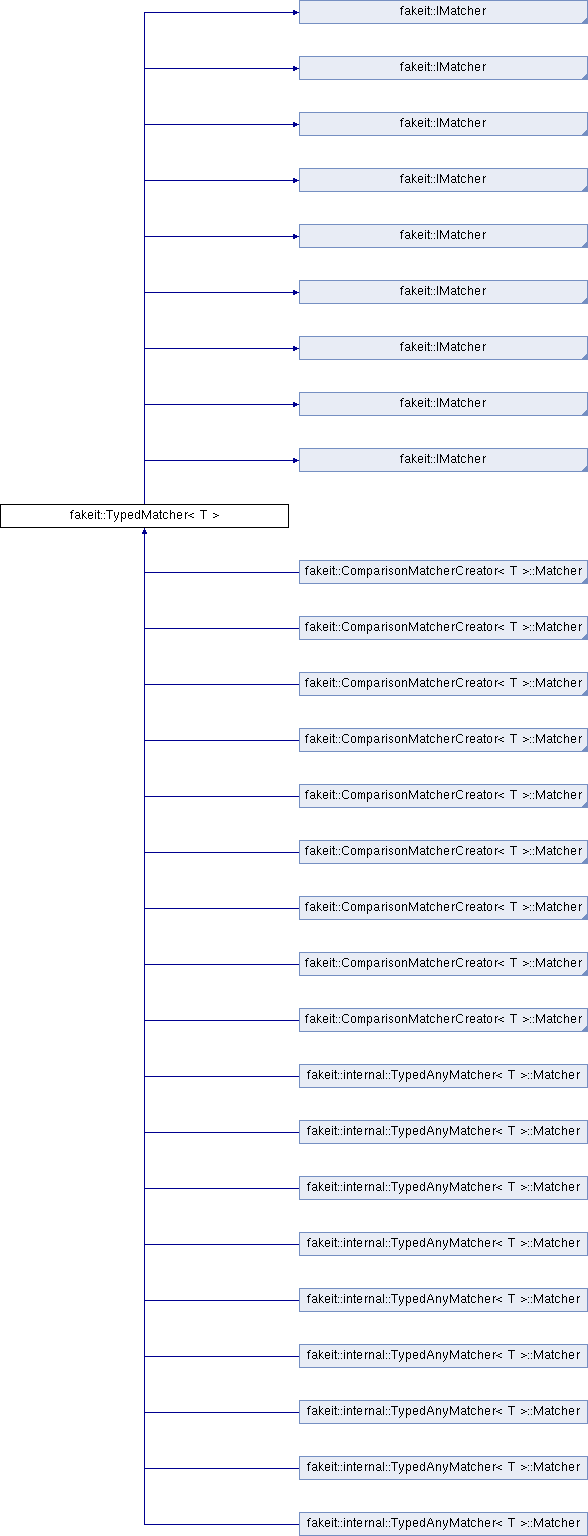 fakeit::IMatcher
fakeit::IMatcher
fakeit::IMatcher
fakeit::IMatcher
fakeit::IMatcher
fakeit::IMatcher
fakeit::IMatcher
fakeit::IMatcher
fakeit::IMatcher
fakeit::TypedMatcher< T >
fakeit::ComparisonMatcherCreator< T >::Matcher
fakeit::ComparisonMatcherCreator< T >::Matcher
fakeit::ComparisonMatcherCreator< T >::Matcher
fakeit::ComparisonMatcherCreator< T >::Matcher
fakeit::ComparisonMatcherCreator< T >::Matcher
fakeit::ComparisonMatcherCreator< T >::Matcher
fakeit::ComparisonMatcherCreator< T >::Matcher
fakeit::ComparisonMatcherCreator< T >::Matcher
fakeit::ComparisonMatcherCreator< T >::Matcher
fakeit::internal::TypedAnyMatcher< T >::Matcher
fakeit::internal::TypedAnyMatcher< T >::Matcher
fakeit::internal::TypedAnyMatcher< T >::Matcher
fakeit::internal::TypedAnyMatcher< T >::Matcher
fakeit::internal::TypedAnyMatcher< T >::Matcher
fakeit::internal::TypedAnyMatcher< T >::Matcher
fakeit::internal::TypedAnyMatcher< T >::Matcher
fakeit::internal::TypedAnyMatcher< T >::Matcher
fakeit::internal::TypedAnyMatcher< T >::Matcher